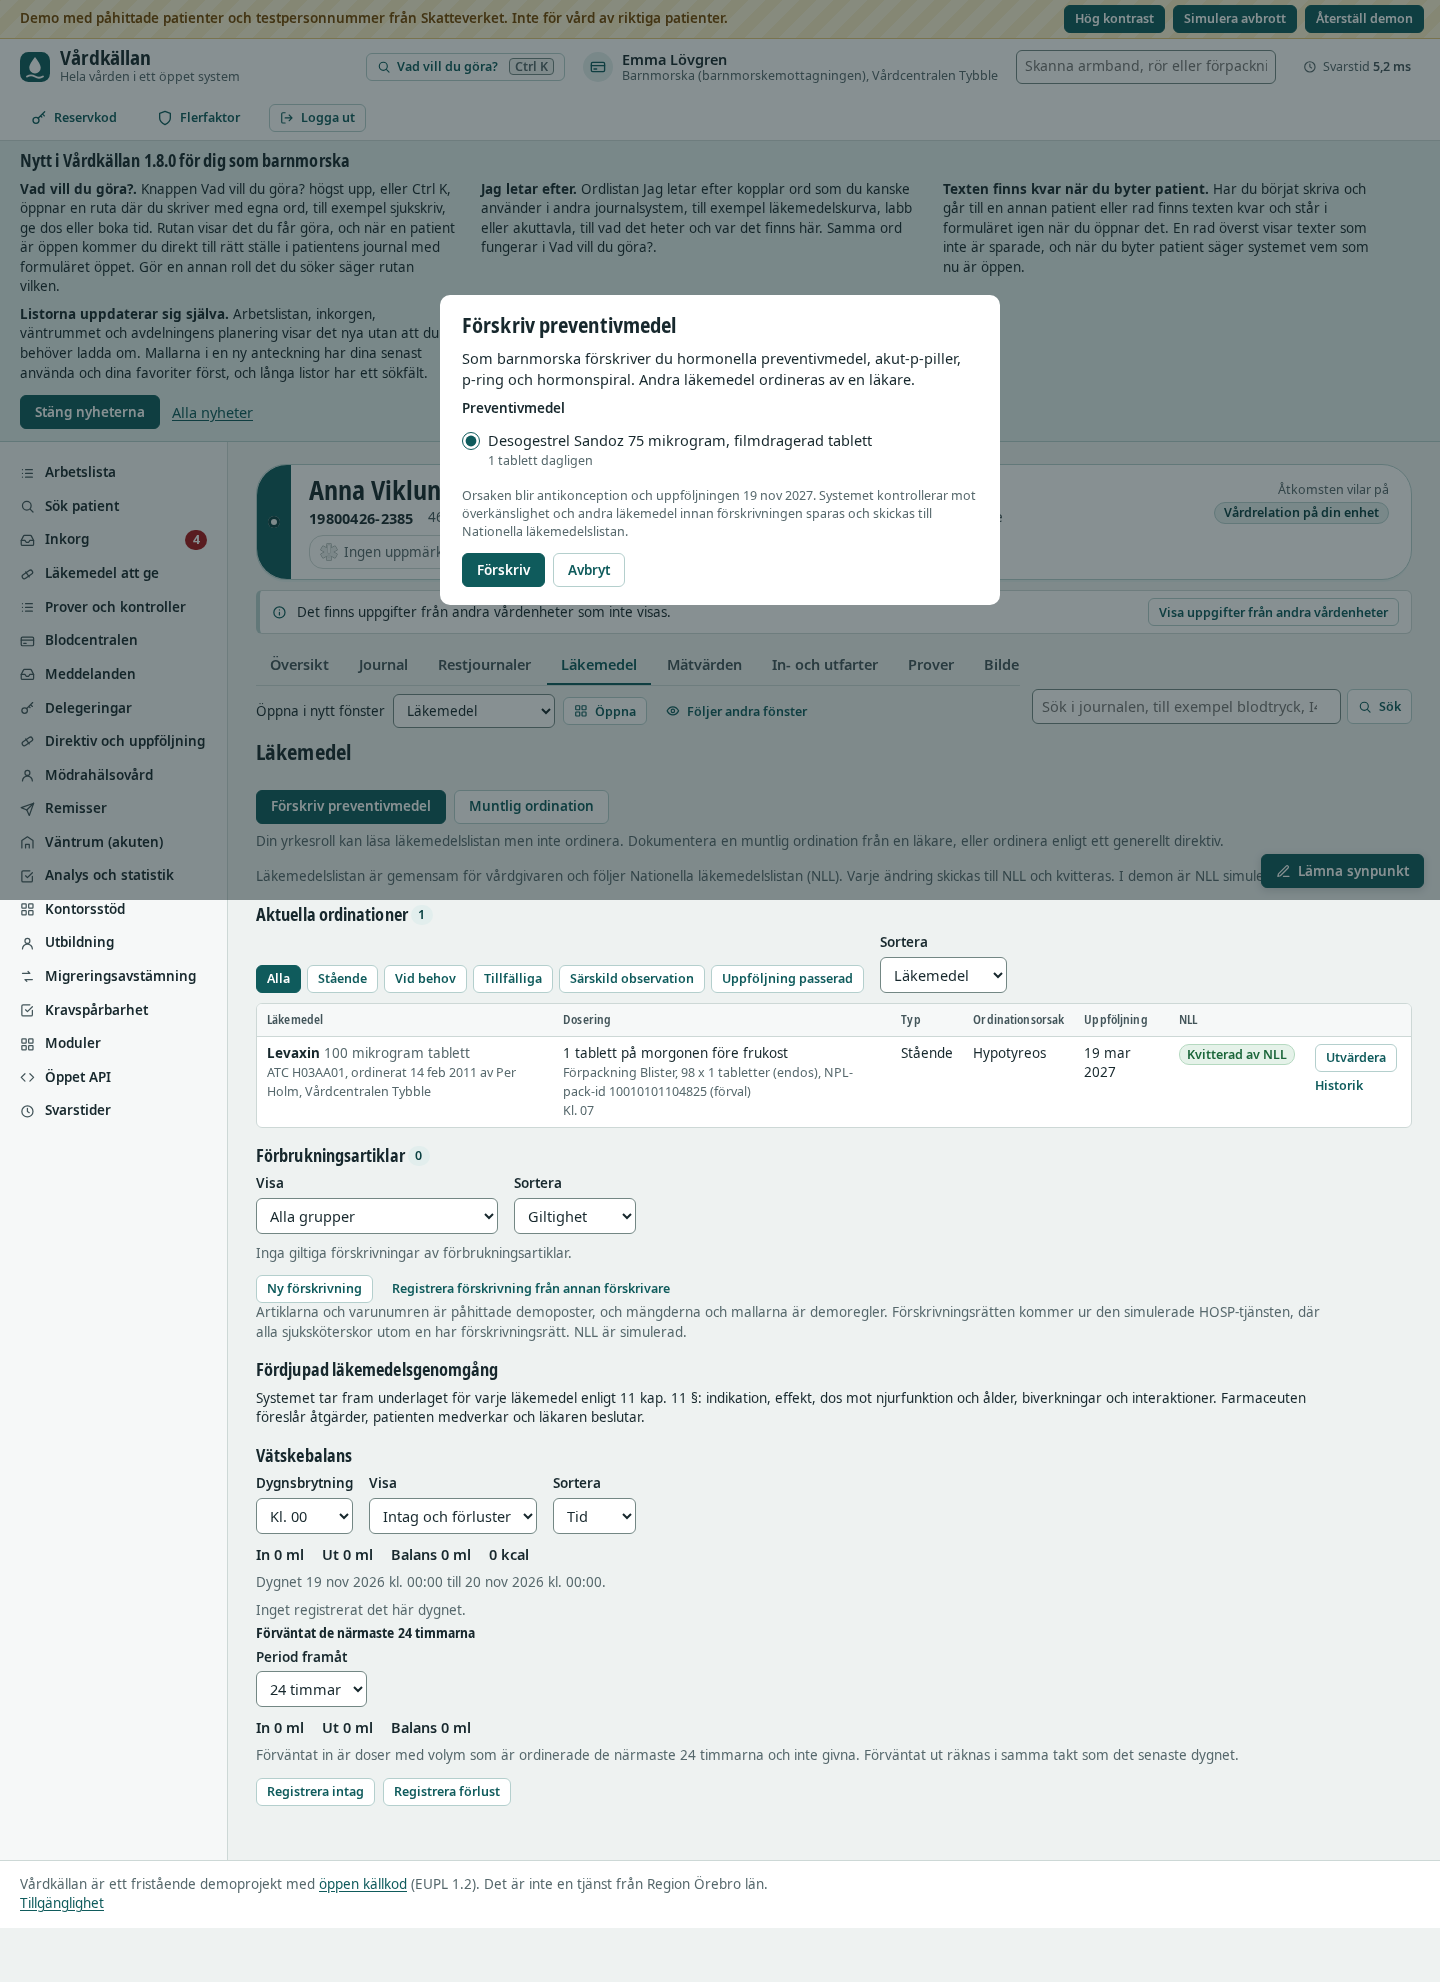 Demo med påhittade patienter och testpersonnummer från Skatteverket. Inte för vård av riktiga patienter.
Hög kontrast
Simulera avbrott
Återställ demon
Vårdkällan
Hela vården i ett öppet system
Vad vill du göra? Ctrl K
Emma Lövgren
Barnmorska (barnmorskemottagningen), Vårdcentralen Tybble
Skanna armband, rör eller förpackni
Svarstid 5,2 ms
Reservkod
Flerfaktor
Logga ut
Nytt i Vårdkällan 1.8.0 för dig som barnmorska
Vad vill du göra?. Knappen Vad vill du göra? högst upp, eller Ctrl K,
öppnar en ruta där du skriver med egna ord, till exempel sjukskriv,
ge dos eller boka tid. Rutan visar det du får göra, och när en patient
är öppen kommer du direkt till rätt ställe i patientens journal med
formuläret öppet. Gör en annan roll det du söker säger rutan
vilken.
Listorna uppdaterar sig själva. Arbetslistan, inkorgen,
väntrummet och avdelningens planering visar det nya utan att du
behöver ladda om. Mallarna i en ny anteckning har dina senast
använda och dina favoriter först, och långa listor har ett sökfält.
Jag letar efter. Ordlistan Jag letar efter kopplar ord som du kanske
använder i andra journalsystem, till exempel läkemedelskurva, labb
eller akuttavla, till vad det heter och var det finns här. Samma ord
fungerar i Vad vill du göra?.
Texten finns kvar när du byter patient. Har du börjat skriva och
går till en annan patient eller rad finns texten kvar och står i
formuläret igen när du öppnar det. En rad överst visar texter som
inte är sparade, och när du byter patient säger systemet vem som
nu är öppen.
Stäng nyheterna
Alla nyheter
Förskriv preventivmedel
Som barnmorska förskriver du hormonella preventivmedel, akut-p-piller,
p-ring och hormonspiral. Andra läkemedel ordineras av en läkare.
Preventivmedel
Desogestrel Sandoz 75 mikrogram, filmdragerad tablett
1 tablett dagligen
Orsaken blir antikonception och uppföljningen 19 nov 2027. Systemet kontrollerar mot
överkänslighet och andra läkemedel innan förskrivningen sparas och skickas till
Nationella läkemedelslistan.
Förskriv
Avbryt
Arbetslista
Sök patient
Inkorg 4
Läkemedel att ge
Prover och kontroller
Blodcentralen
Meddelanden
Delegeringar
Direktiv och uppföljning
Mödrahälsovård
Remisser
Väntrum (akuten)
Analys och statistik
Kontorsstöd
Utbildning
Migreringsavstämning
Kravspårbarhet
Moduler
Öppet API
Svarstider
Anna Viklun
19800426-2385 46
Ingen uppmärk
Åtkomsten vilar på
Vårdrelation på din enhet
Det finns uppgifter från andra vårdenheter som inte visas.
Visa uppgifter från andra vårdenheter
Översikt
Journal
Restjournaler
Läkemedel
Mätvärden
In- och utfarter
Prover
Bilde
Öppna i nytt fönster
Läkemedel
Öppna
Följer andra fönster
Sök i journalen, till exempel blodtryck, I
Sök
Läkemedel
Förskriv preventivmedel
Muntlig ordination
Din yrkesroll kan läsa läkemedelslistan men inte ordinera. Dokumentera en muntlig ordination från en läkare, eller ordinera enligt ett generellt direktiv.
Läkemedelslistan är gemensam för vårdgivaren och följer Nationella läkemedelslistan (NLL). Varje ändring skickas till NLL och kvitteras. I demon är NLL simule
Lämna synpunkt
Aktuella ordinationer 1
Alla
Stående
Vid behov
Tillfälliga
Särskild observation
Uppföljning passerad
Sortera
Läkemedel
Läkemedel Dosering Typ Ordinationsorsak Uppföljning NLL
Levaxin 100 mikrogram tablett
ATC H03AA01, ordinerat 14 feb 2011 av Per
Holm, Vårdcentralen Tybble
1 tablett på morgonen före frukost
Förpackning Blister, 98 x 1 tabletter (endos), NPL-
pack-id 10010101104825 (förval)
Kl. 07
Stående
Hypotyreos
19 mar
2027
Kvitterad av NLL
Utvärdera
Historik
Förbrukningsartiklar 0
Visa
Alla grupper
Sortera
Giltighet
Inga giltiga förskrivningar av förbrukningsartiklar.
Ny förskrivning
Registrera förskrivning från annan förskrivare
Artiklarna och varunumren är påhittade demoposter, och mängderna och mallarna är demoregler. Förskrivningsrätten kommer ur den simulerade HOSP-tjänsten, där
alla sjuksköterskor utom en har förskrivningsrätt. NLL är simulerad.
Fördjupad läkemedelsgenomgång
Systemet tar fram underlaget för varje läkemedel enligt 11 kap. 11 §: indikation, effekt, dos mot njurfunktion och ålder, biverkningar och interaktioner. Farmaceuten
föreslår åtgärder, patienten medverkar och läkaren beslutar.
Vätskebalans
Dygnsbrytning
Kl. 00
Visa
Intag och förluster
Sortera
Tid
In 0 ml Ut 0 ml Balans 0 ml 0 kcal
Dygnet 19 nov 2026 kl. 00:00 till 20 nov 2026 kl. 00:00.
Inget registrerat det här dygnet.
Förväntat de närmaste 24 timmarna
Period framåt
24 timmar
In 0 ml Ut 0 ml Balans 0 ml
Förväntat in är doser med volym som är ordinerade de närmaste 24 timmarna och inte givna. Förväntat ut räknas i samma takt som det senaste dygnet.
Registrera intag
Registrera förlust
Vårdkällan är ett fristående demoprojekt med öppen källkod (EUPL 1.2). Det är inte en tjänst från Region Örebro län.
Tillgänglighet